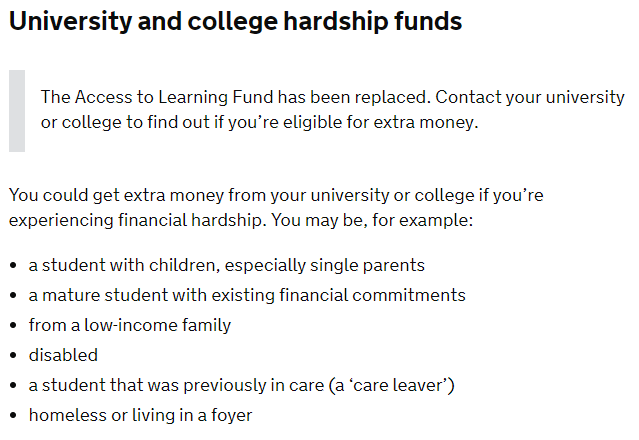 University and college hardship funds
The Access to Learning Fund has been replaced. Contact your university
or college to find out if you’re eligible for extra money.
You could get extra money from your university or college if you’re
experiencing financial hardship. You may be, for example:
• a student with children, especially single parents
• a mature student with existing financial commitments
• from a low-income family
• disabled
• a student that was previously in care (a ‘care leaver’)
• homeless or living in a foyer